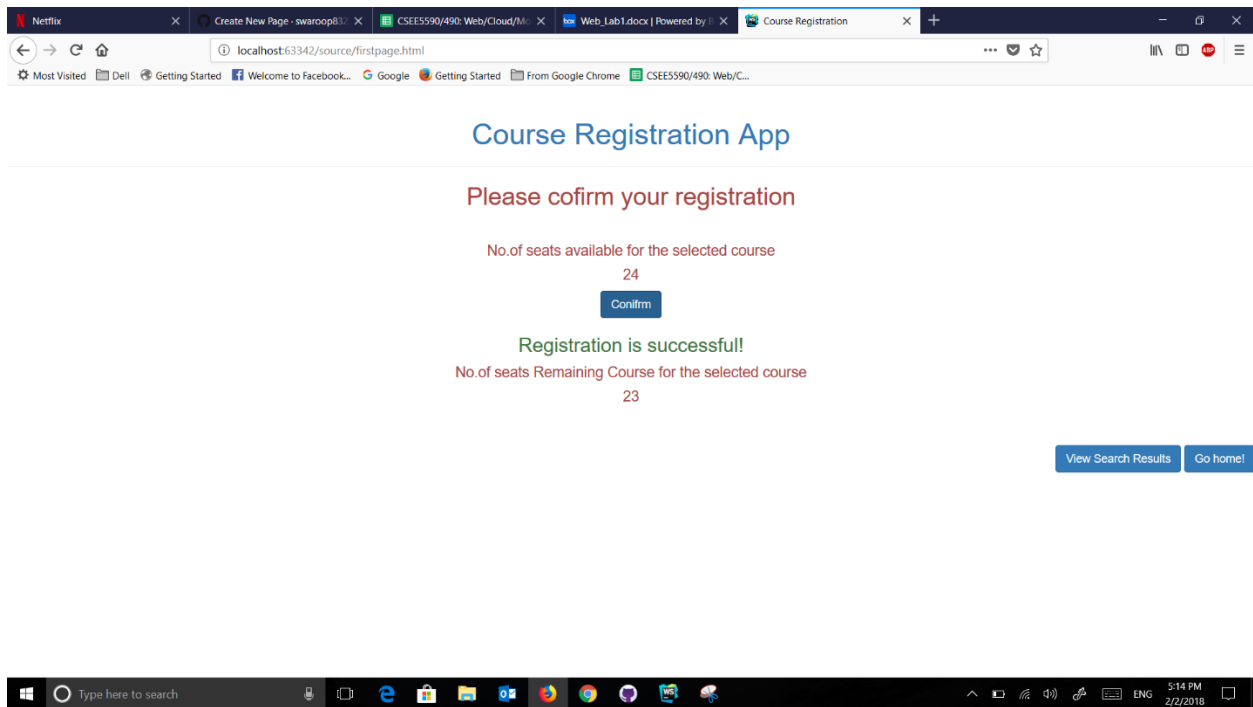 Netflix
Create New Page · swaroop832
CSEE5590/490: Web/Cloud/Mo
box Web_Lab1.docx | Powered by B
Course Registration
localhost:63342/source/firstpage.html
Most Visited Dell Getting Started Welcome to Facebook... Google Getting Started From Google Chrome CSEE5590/490: Web/C...
ABP
Course Registration App
Please cofirm your registration
No.of seats available for the selected course
24
Conifrm
Registration is successful!
No.of seats Remaining Course for the selected course
23
View Search Results Go home!
Type here to search
WS
ENG
5:14 PM
2/2/2018